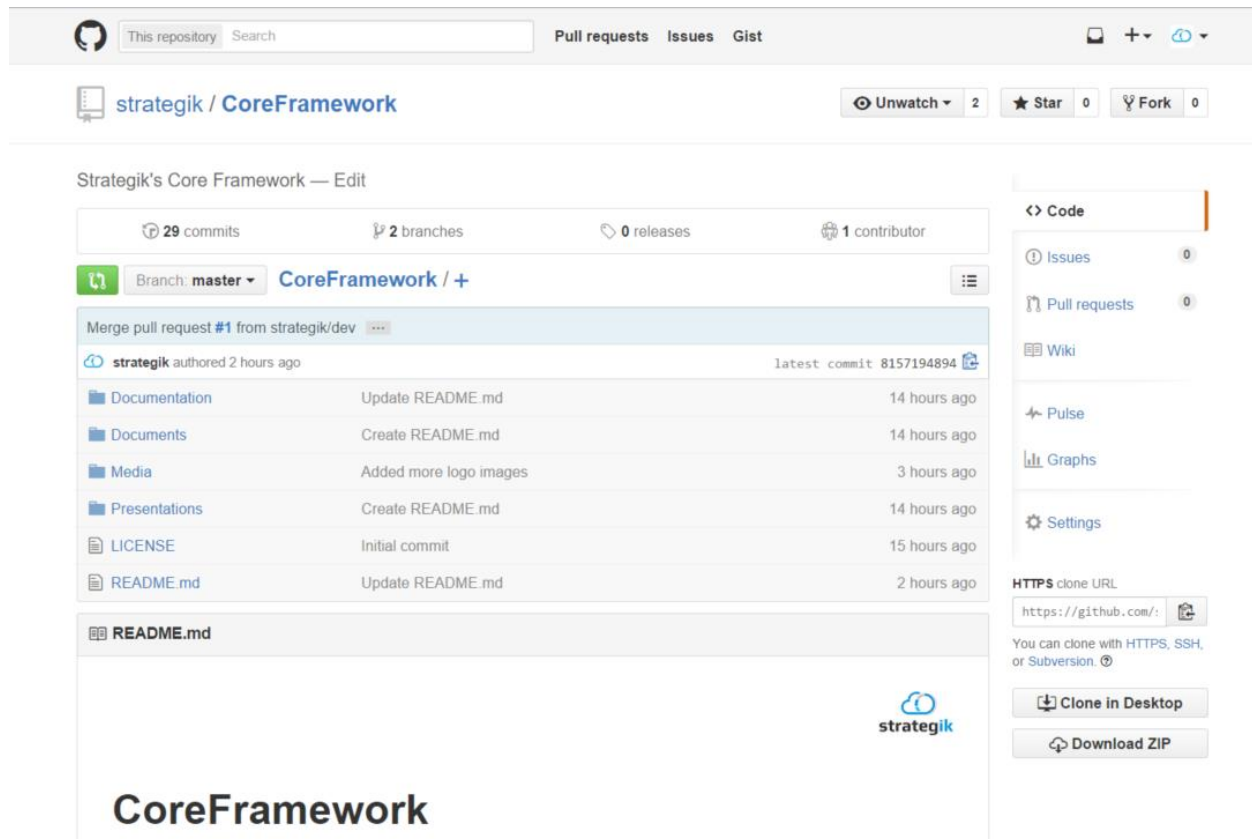 This repository Search Pull requests Issues Gist
strategik / CoreFramework Unwatch 2 Star 0 Fork 0
Strategik's Core Framework — Edit
29 commits 2 branches 0 releases 1 contributor
Branch: master CoreFramework / +
Merge pull request #1 from strategik/dev ...
strategik authored 2 hours ago latest commit 8157194894
Documentation Update README.md 14 hours ago
Documents Create README.md 14 hours ago
Media Added more logo images 3 hours ago
Presentations Create README.md 14 hours ago
LICENSE Initial commit 15 hours ago
README.md Update README.md 2 hours ago
README.md
strategik
CoreFramework
<> Code
Issues 0
Pull requests 0
Wiki
Pulse
Graphs
Settings
HTTPS clone URL
https://github.com/
You can clone with HTTPS, SSH,
or Subversion.
Clone in Desktop
Download ZIP